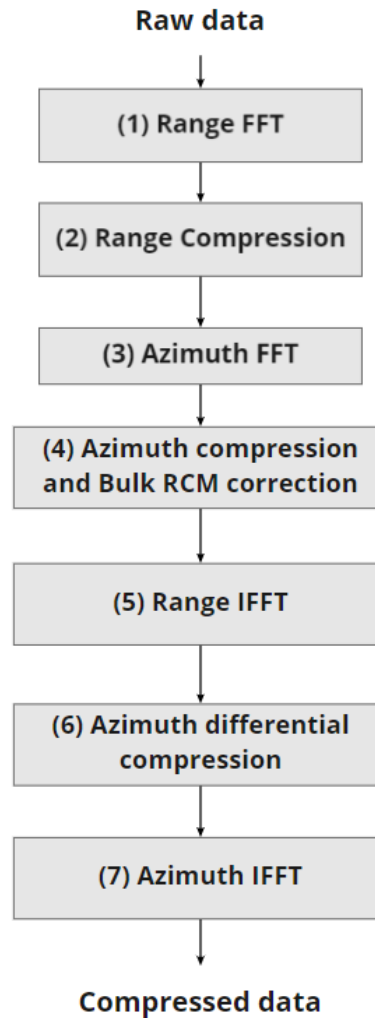 Raw data
(1) Range FFT
(2) Range Compression
(3) Azimuth FFT
(4) Azimuth compression
and Bulk RCM correction
(5) Range IFFT
(6) Azimuth differential
compression
(7) Azimuth IFFT
Compressed data